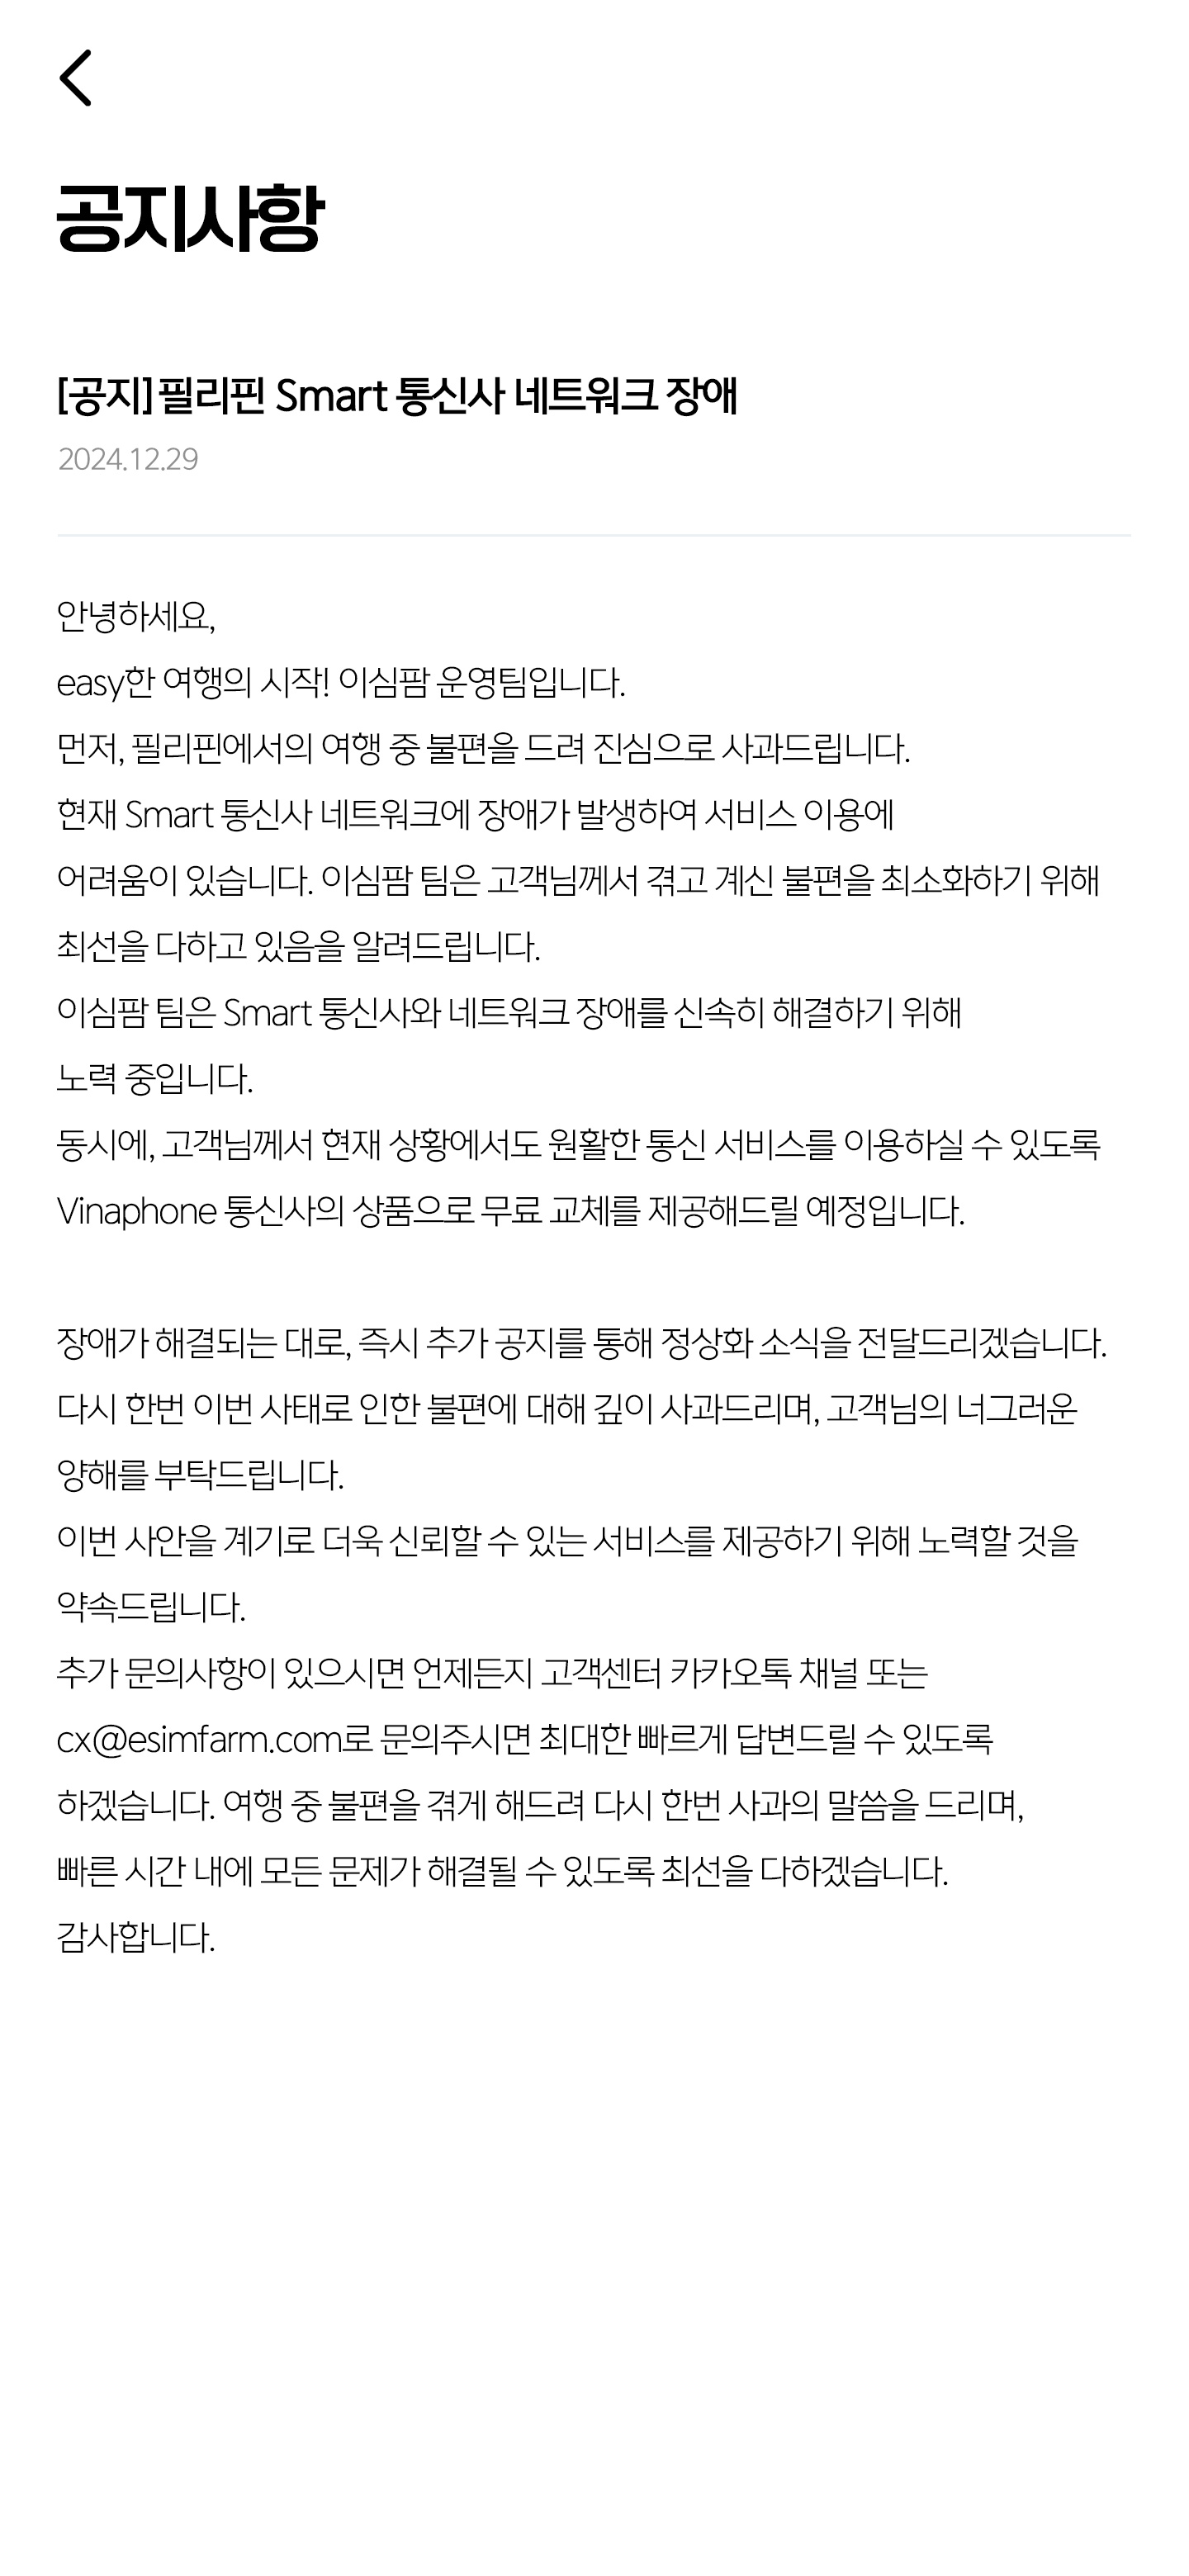 공지사항
[공지]필리핀 Smart 통신사 네트워크 장애
2024.12.29
안녕하세요,
easy한 여행의 시작! 이심팜 운영팀입니다.
먼저, 필리핀에서의 여행 중 불편을 드려 진심으로 사과드립니다.
현재 Smart 통신사 네트워크에 장애가 발생하여 서비스 이용에
어려움이 있습니다. 이심팜 팀은 고객님께서 겪고 계신 불편을 최소화하기 위해
최선을 다하고 있음을 알려드립니다.
이심팜 팀은 Smart 통신사와 네트워크 장애를 신속히 해결하기 위해
노력 중입니다.
동시에, 고객님께서 현재 상황에서도 원활한 통신 서비스를 이용하실 수 있도록
Vinaphone 통신사의 상품으로 무료 교체를 제공해드릴 예정입니다.
장애가 해결되는 대로, 즉시 추가 공지를 통해 정상화 소식을 전달드리겠습니다.
다시 한번 이번 사태로 인한 불편에 대해 깊이 사과드리며, 고객님의 너그러운
양해를 부탁드립니다.
이번 사안을 계기로 더욱 신뢰할 수 있는 서비스를 제공하기 위해 노력할 것을
약속드립니다.
추가 문의사항이 있으시면 언제든지 고객센터 카카오톡 채널 또는
cx@esimfarm.com로 문의주시면 최대한 빠르게 답변드릴 수 있도록
하겠습니다. 여행 중 불편을 겪게 해드려 다시 한번 사과의 말씀을 드리며,
빠른 시간 내에 모든 문제가 해결될 수 있도록 최선을 다하겠습니다.
감사합니다.